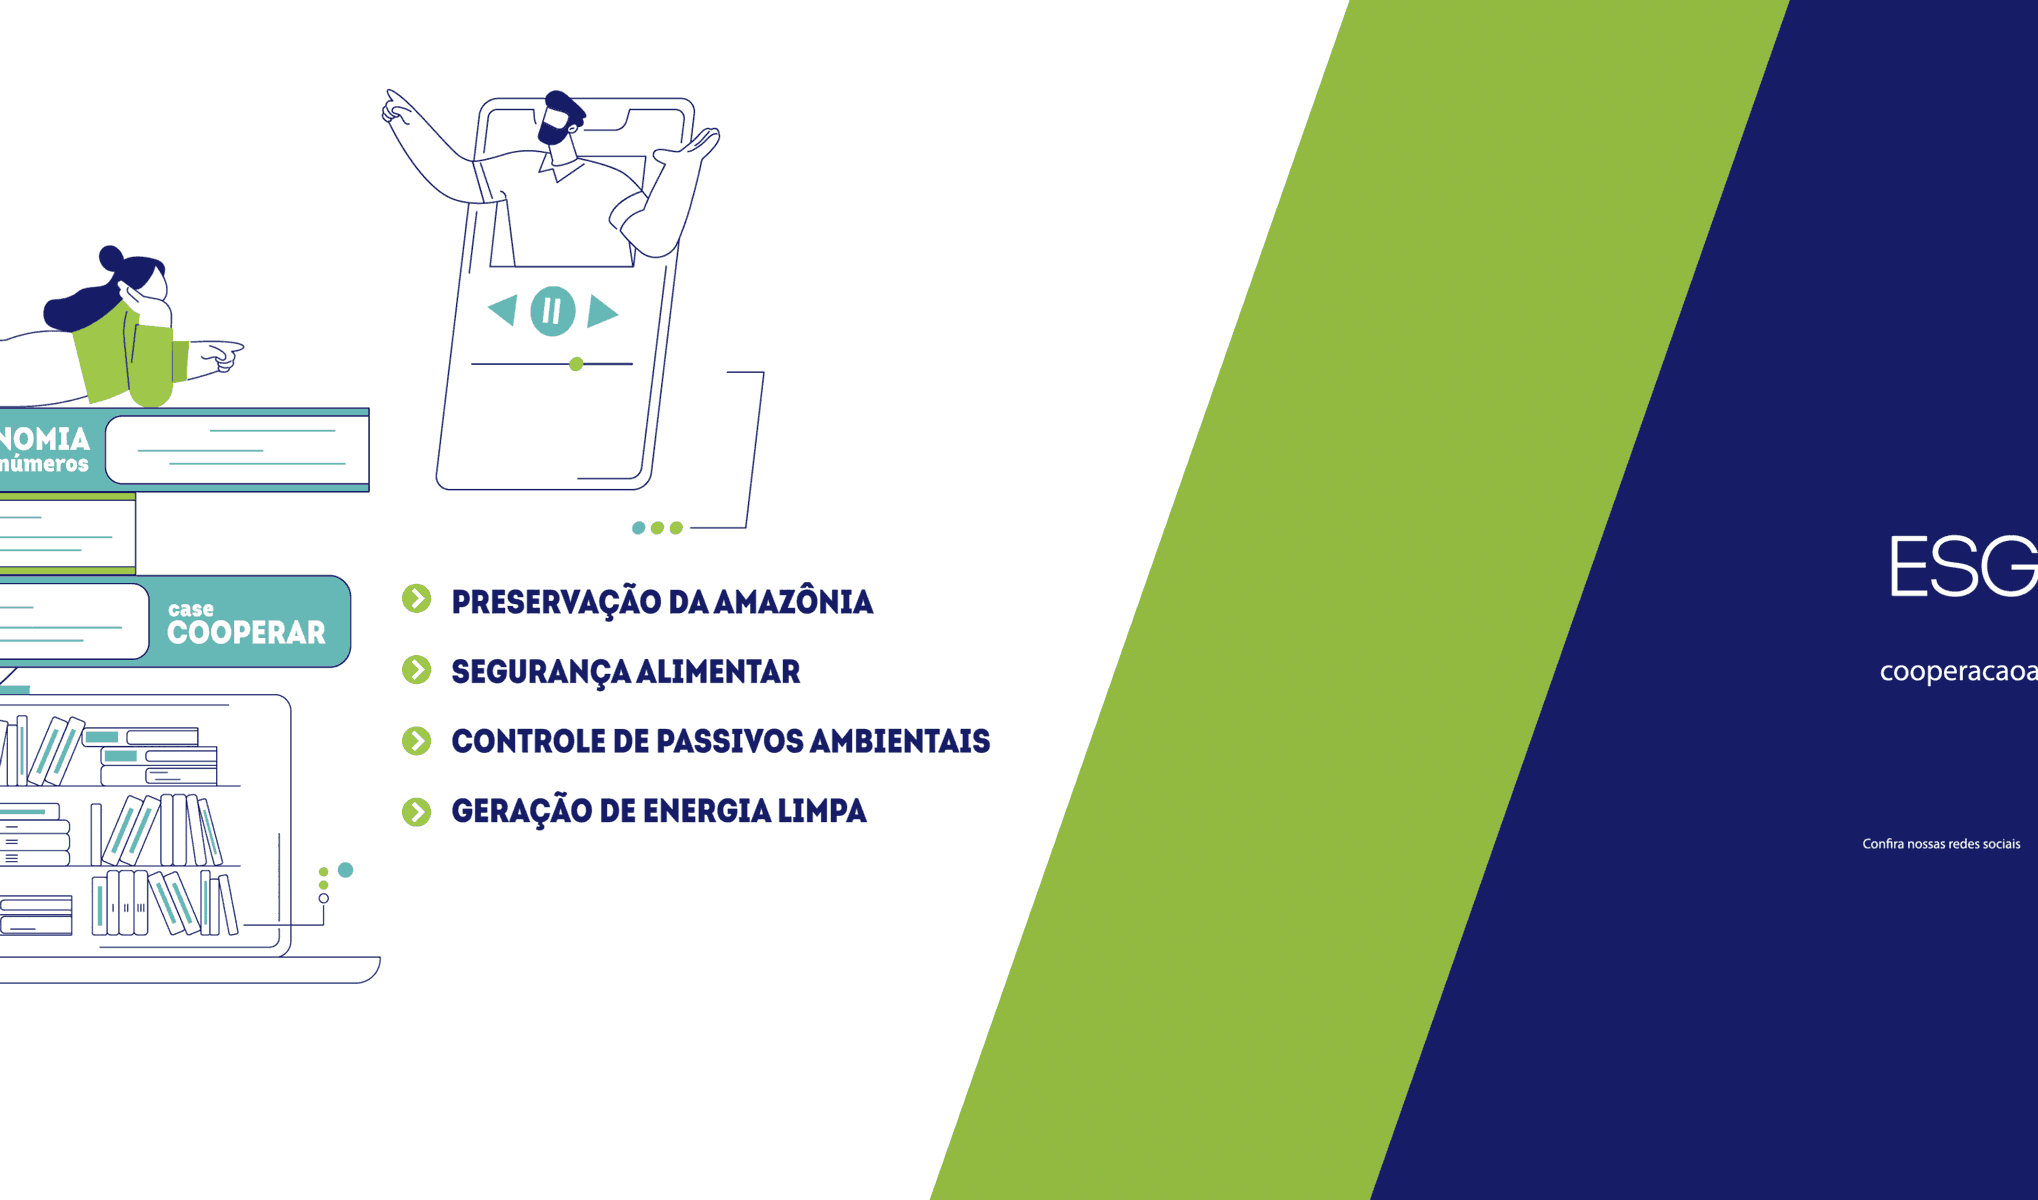 NOMIA
números
case
COOPERAR
PRESERVAÇÃO DA AMAZÔNIA
SEGURANÇA ALIMENTAR
CONTROLE DE PASSIVOS AMBIENTAIS
GERAÇÃO DE ENERGIA LIMPA
ESG
cooperacaoa
Confira nossas redes sociais